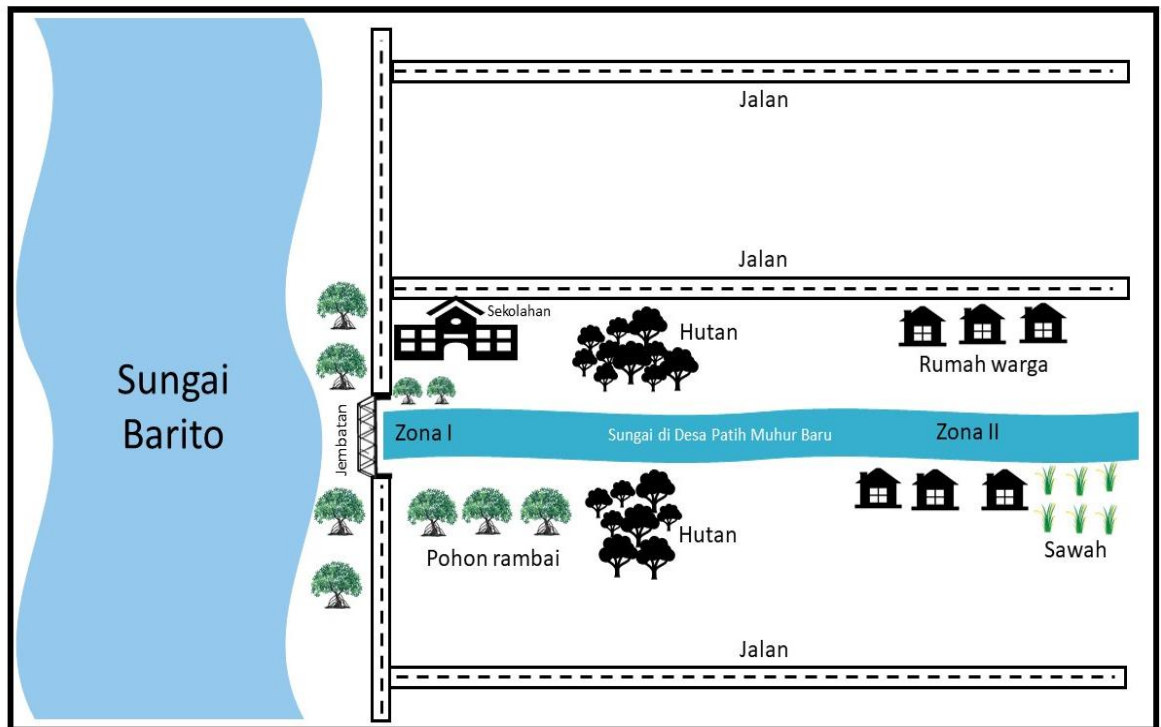 Jalan
Jalan
Sekolahan
Hutan
Rumah warga
Sungai
Barito
Jembatan
Zona I
Sungai di Desa Patih Muhur Baru
Zona II
Hutan
Pohon rambai
Sawah
Jalan